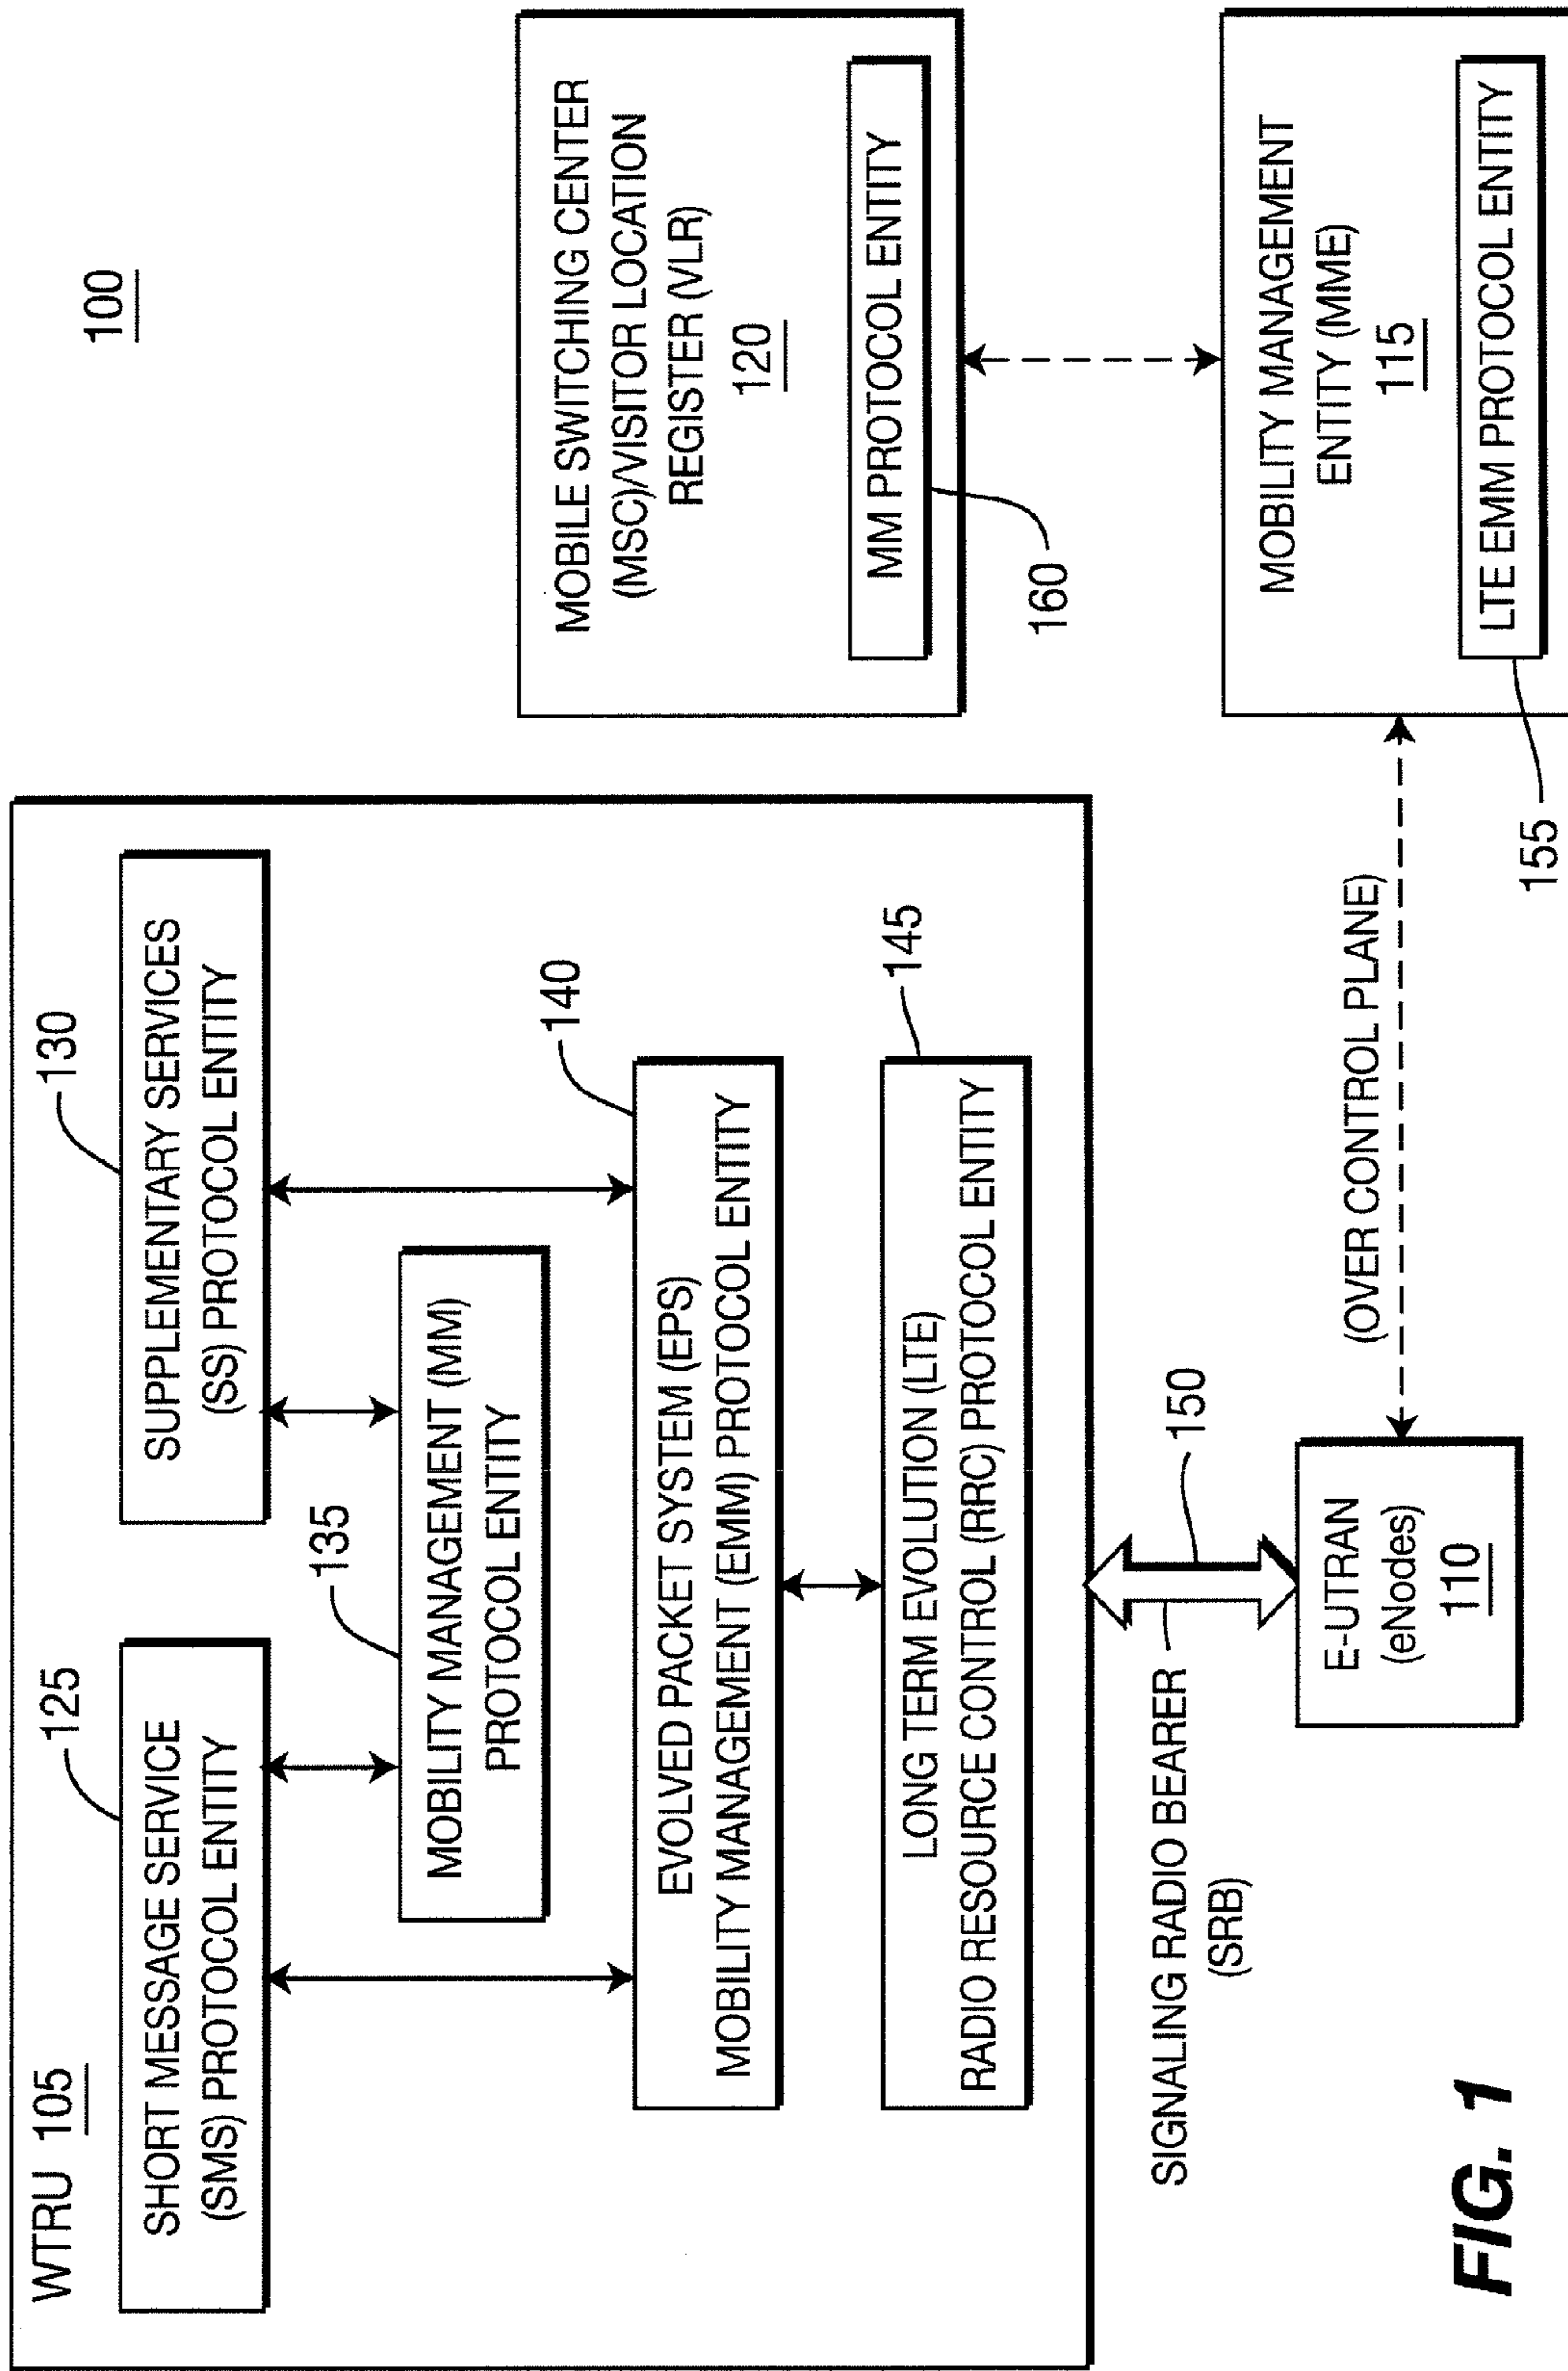 100
WTRU 105
125
SHORT MESSAGE SERVICE
(SMS) PROTOCOL ENTITY
130
SUPPLEMENTARY SERVICES
(SS) PROTOCOL ENTITY
135
MOBILITY MANAGEMENT (MM)
PROTOCOL ENTITY
140
EVOLVED PACKET SYSTEM (EPS)
MOBILITY MANAGEMENT (EMM) PROTOCOL ENTITY
145
LONG TERM EVOLUTION (LTE)
RADIO RESOURCE CONTROL (RRC) PROTOCOL ENTITY
MOBILE SWITCHING CENTER
(MSC)/VISITOR LOCATION
REGISTER (VLR)
120
MM PROTOCOL ENTITY
160
SIGNALING RADIO BEARER
(SRB)
150
E-UTRAN
(eNodes)
110
(OVER CONTROL PLANE)
MOBILITY MANAGEMENT
ENTITY (MME)
115
LTE EMM PROTOCOL ENTITY
155
FIG. 1